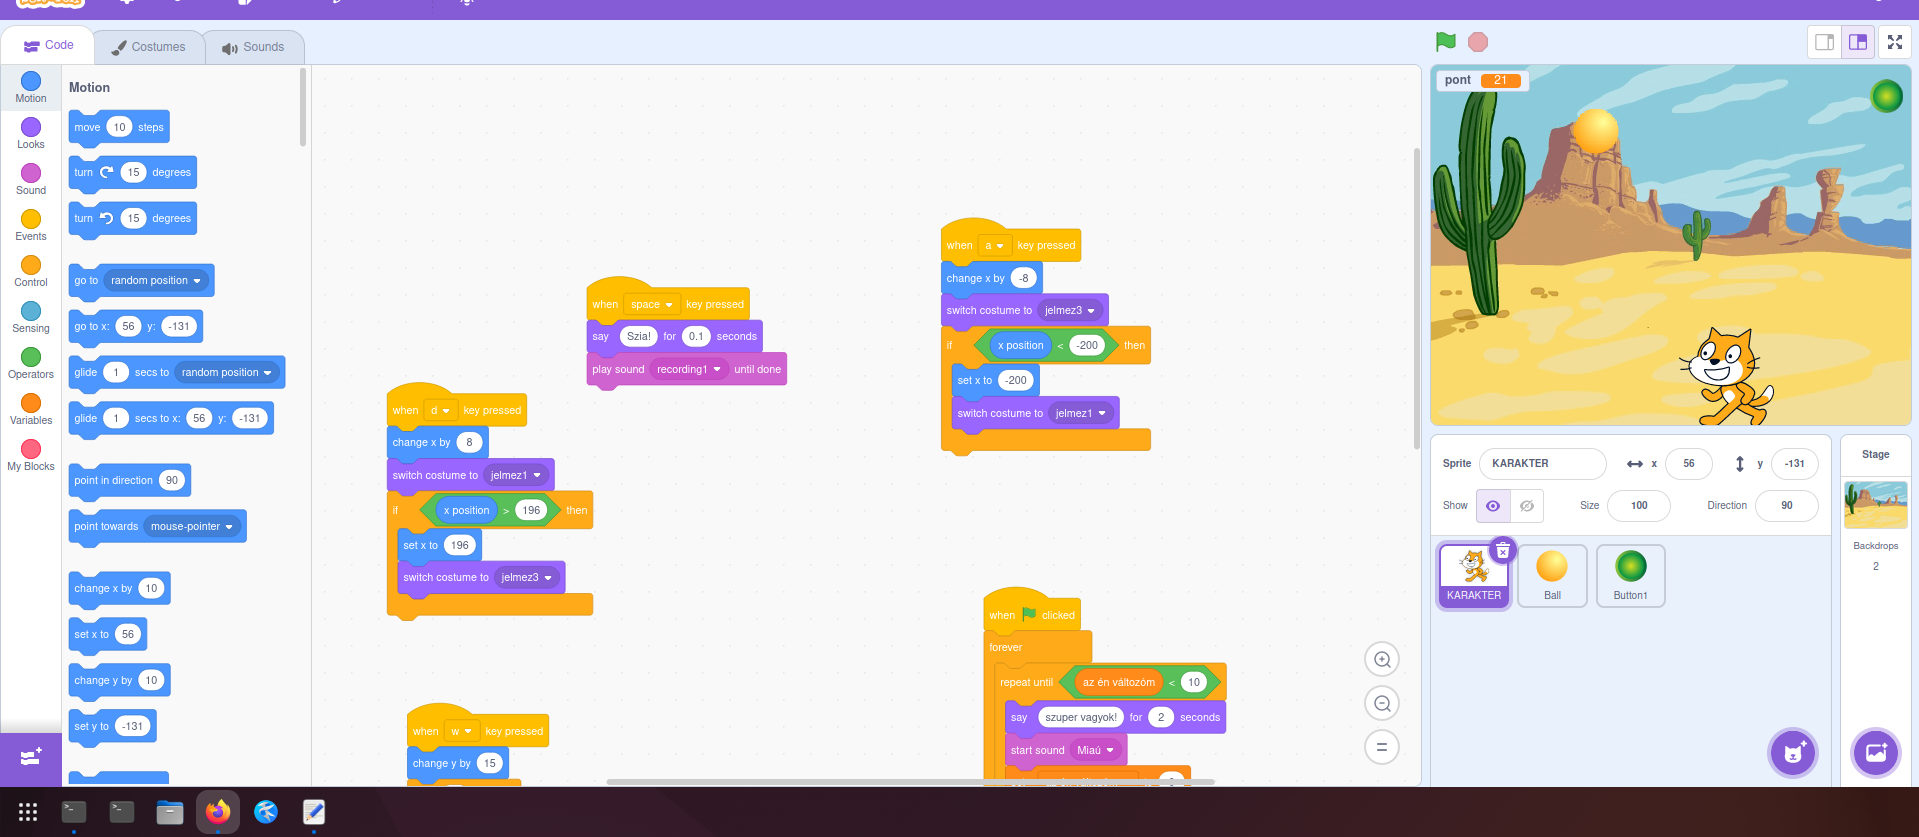 Code
Costumes
Sounds
Motion
Looks
Sound
Events
Control
Sensing
Operators
Variables
My Blocks
Motion
move 10 steps
turn 15 degrees
turn 15 degrees
go to random position
go to x: 56 y: -131
glide 1 secs to random position
glide 1 secs to x: 56 y: -131
point in direction 90
point towards mouse-pointer
change x by 10
set x to 56
change y by 10
set y to -131
when space key pressed
say Szia! for 0.1 seconds
play sound recording1 until done
when d key pressed
change x by 8
switch costume to jelmez1
if x position > 196 then
set x to 196
switch costume to jelmez3
when w key pressed
change y by 15
when a key pressed
change x by -8
switch costume to jelmez3
if x position < -200 then
set x to -200
switch costume to jelmez1
when clicked
forever
repeat until az én változóm < 10
say szuper vagyok! for 2 seconds
start sound Miaú
pont 21
Sprite KARAKTER x 56 y -131
Show Size 100 Direction 90
KARAKTER
Ball
Button1
Stage
Backdrops
2